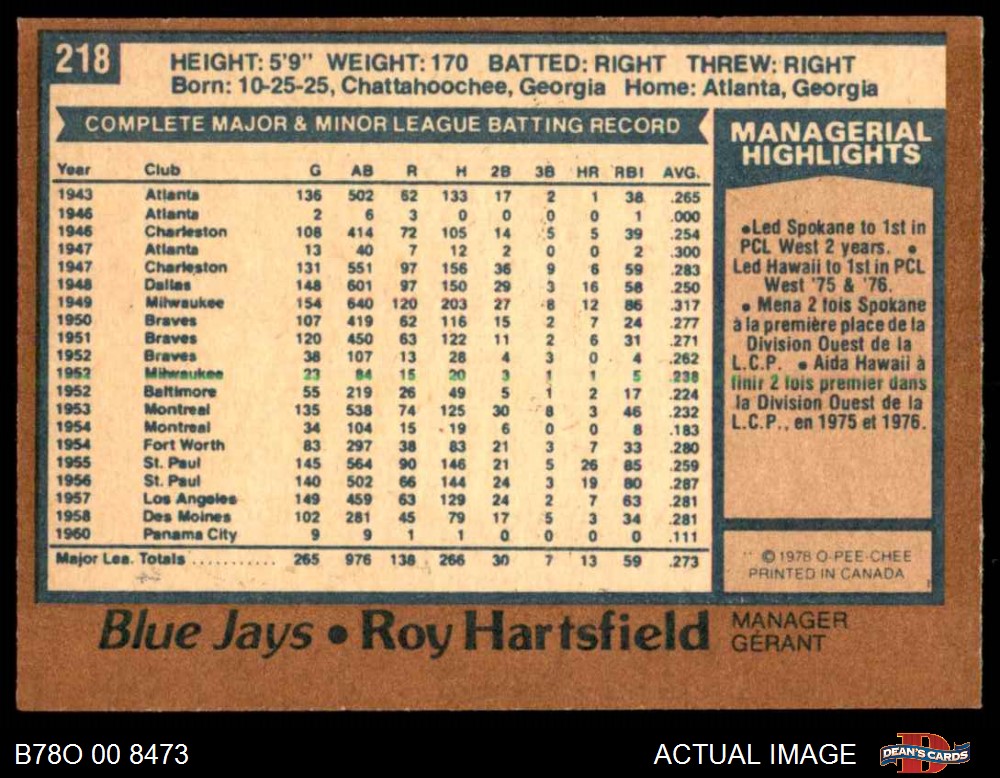 218
HEIGHT: 5'9" WEIGHT: 170 BATTED: RIGHT THREW: RIGHT
Born: 10-25-25, Chattahoochee, Georgia Home: Atlanta, Georgia
COMPLETE MAJOR & MINOR LEAGUE BATTING RECORD
Year Club G AB R H 2B 3B HR RBI AVG.
1943 Atlanta 136 502 62 133 17 2 1 38 .265
1946 Atlanta 2 6 3 0 0 0 0 1 .000
1946 Charleston 108 414 72 105 14 5 5 39 .254
1947 Atlanta 13 40 7 12 2 0 0 2 .300
1947 Charleston 131 551 97 156 36 9 6 59 .283
1948 Dallas 148 601 97 150 29 3 16 58 .250
1949 Milwaukee 154 640 120 203 27 8 12 86 .317
1950 Braves 107 419 62 116 15 2 7 24 .277
1951 Braves 120 450 63 122 11 2 6 31 .271
1952 Braves 38 107 13 28 4 3 0 4 .262
1952 Milwaukee 23 84 15 20 3 1 1 5 .238
1952 Baltimore 55 219 26 49 5 1 2 17 .224
1953 Montreal 135 538 74 125 30 8 3 46 .232
1954 Montreal 34 104 15 19 6 0 0 8 .183
1954 Fort Worth 83 297 38 83 21 3 7 33 .280
1955 St. Paul 145 564 90 146 21 5 26 85 .259
1956 St. Paul 140 502 66 144 24 3 19 80 .287
1957 Los Angeles 149 459 63 129 24 2 7 63 .281
1958 Des Moines 102 281 45 79 17 5 3 34 .281
1960 Panama City 9 9 1 1 0 0 0 0 .111
Major Lea. Totals ........... 265 976 138 266 30 7 13 59 .273
MANAGERIAL
HIGHLIGHTS
•Led Spokane to 1st in
PCL West 2 years. •
Led Hawaii to 1st in PCL
West '75 & '76.
• Mena 2 fois Spokane
à la première place de la
Division Ouest de la
L.C.P. • Aida Hawaii à
finir 2 fois premier dans
la Division Ouest de la
L.C.P., en 1975 et 1976.
© 1978 O-PEE-CHEE
PRINTED IN CANADA
Blue Jays • Roy Hartsfield
MANAGER
GÉRANT
B78O 00 8473
ACTUAL IMAGE
DEAN'S CARDS